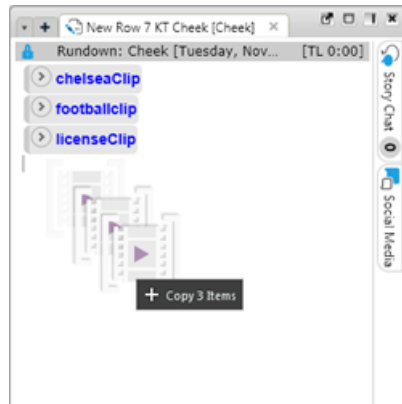 New Row 7 KT Cheek [Cheek]
Rundown: Cheek [Tuesday, Nov... [TL 0:00]
chelseaClip
footballclip
licenseClip
Copy 3 Items
Story Chat 0
Social Media